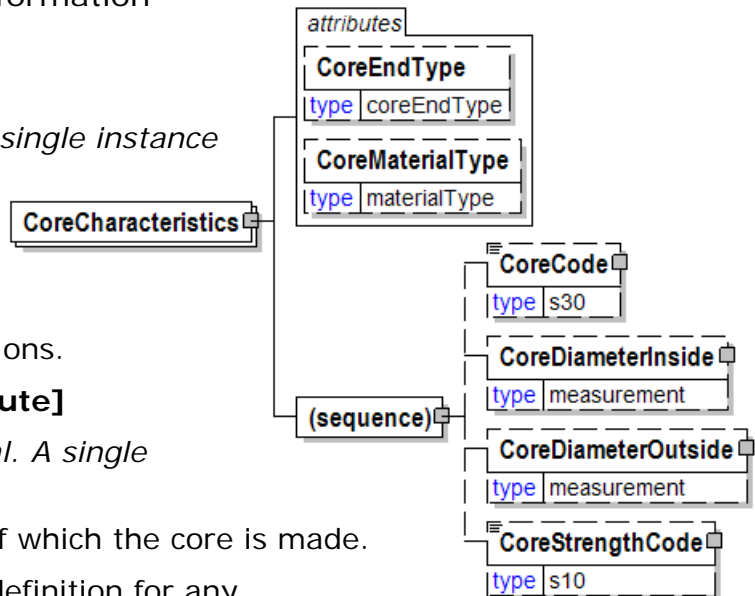 ormation
single instance
ons.
ute]
l. A single
f which the core is made.
definition for any
attributes
CoreEndType
type coreEndType
CoreMaterialType
type materialType
CoreCharacteristics
(sequence)
CoreCode
type s30
CoreDiameterInside
type measurement
CoreDiameterOutside
type measurement
CoreStrengthCode
type s10